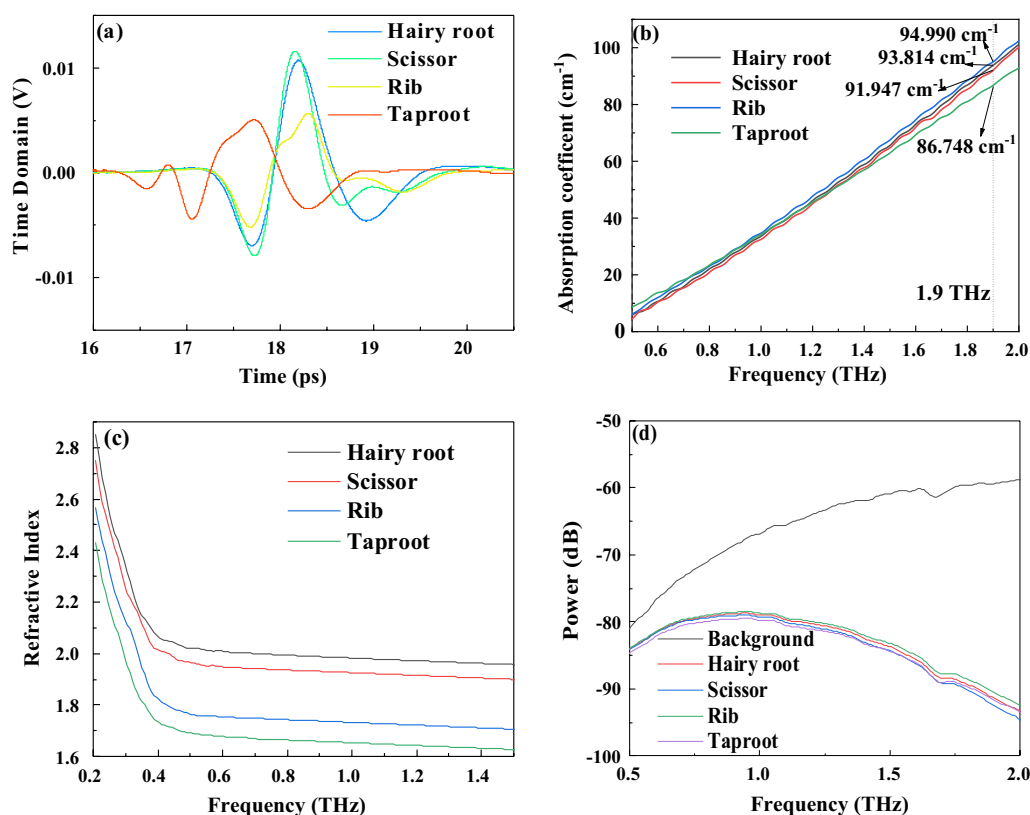 (a)
Hairy root
Scissor
Rib
Taproot
Time Domain (V)
0.01
0.00
-0.01
16
17
18
19
20
Time (ps)
(b)
Hairy root
Scissor
Rib
Taproot
94.990 cm⁻¹
93.814 cm⁻¹
91.947 cm⁻¹
86.748 cm⁻¹
1.9 THz
Absorption coefficent (cm⁻¹)
100
80
60
40
20
0
0.6
0.8
1.0
1.2
1.4
1.6
1.8
2.0
Frequency (THz)
(c)
Hairy root
Scissor
Rib
Taproot
Refractive Index
2.8
2.6
2.4
2.2
2.0
1.8
1.6
0.2
0.4
0.6
0.8
1.0
1.2
1.4
Frequency (THz)
(d)
Background
Hairy root
Scissor
Rib
Taproot
Power (dB)
-50
-60
-70
-80
-90
-100
0.5
1.0
1.5
2.0
Frequency (THz)